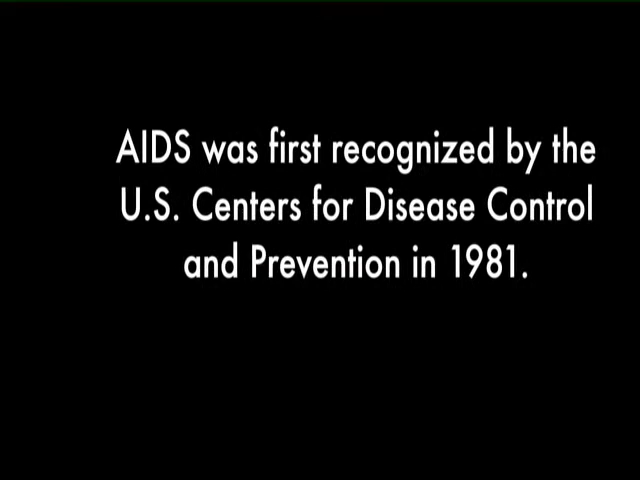 AIDS was first recognized by the
U.S. Centers for Disease Control
and Prevention in 1981.